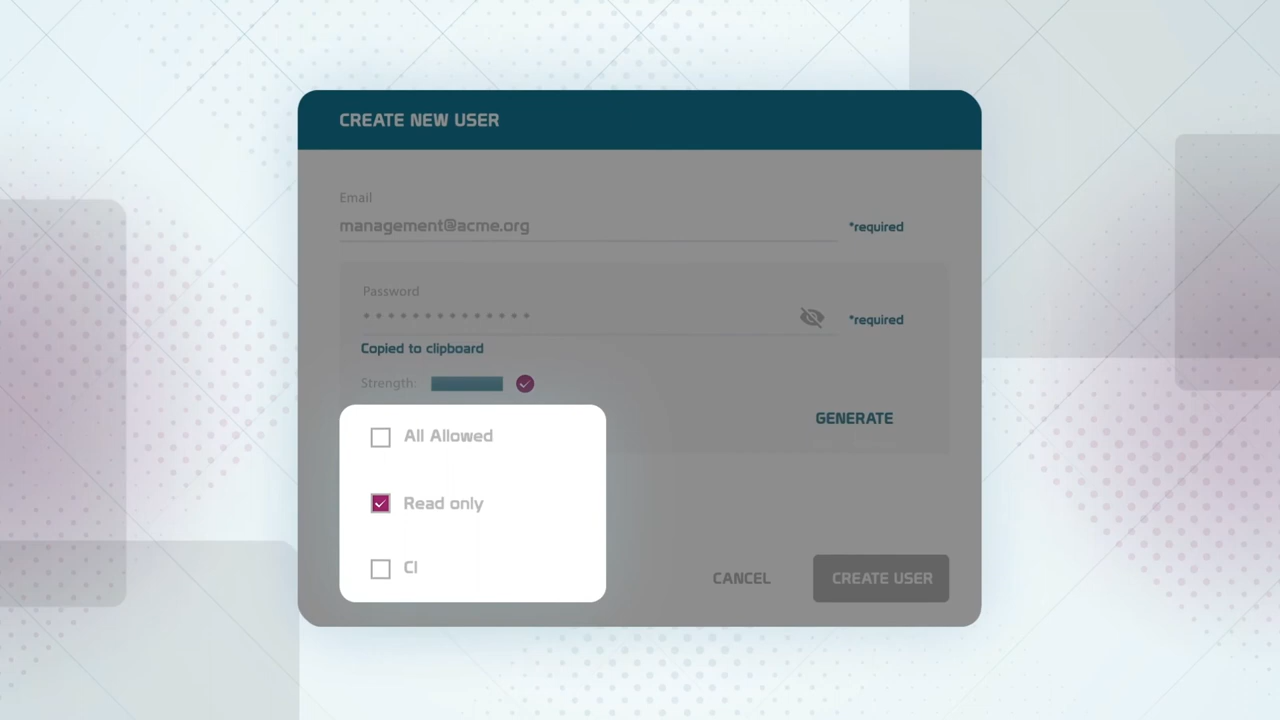 CREATE NEW USER
Email
management@acme.org
*required
Password
**************
*required
Copied to clipboard
Strength:
GENERATE
All Allowed
Read only
CI
CANCEL
CREATE USER